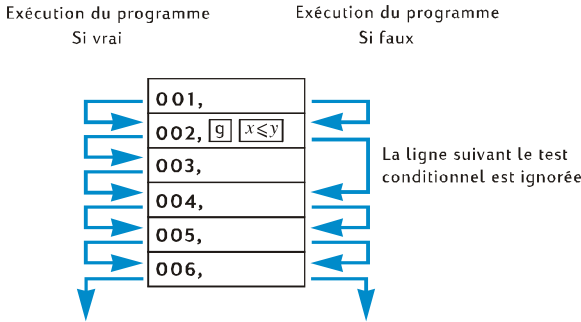 Exécution du programme
Si vrai
Exécution du programme
Si faux
001,
002, g x≤y
003,
004,
005,
006,
La ligne suivant le test
conditionnel est ignorée